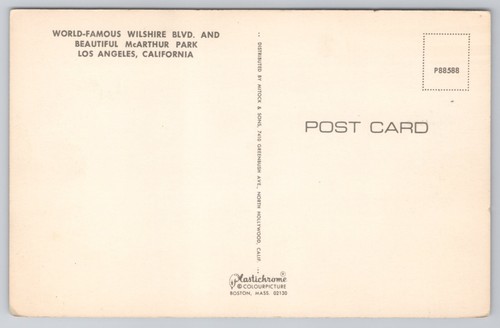 WORLD-FAMOUS WILSHIRE BLVD. AND
BEAUTIFUL McARTHUR PARK
LOS ANGELES, CALIFORNIA
-- DISTRIBUTED BY MITOCK & SONS, 7612 GREENBUSH AVE., NORTH HOLLYWOOD, CALIF. --
P88588
POST CARD
Plastichrome ®
© COLOURPICTURE
BOSTON, MASS. 02130